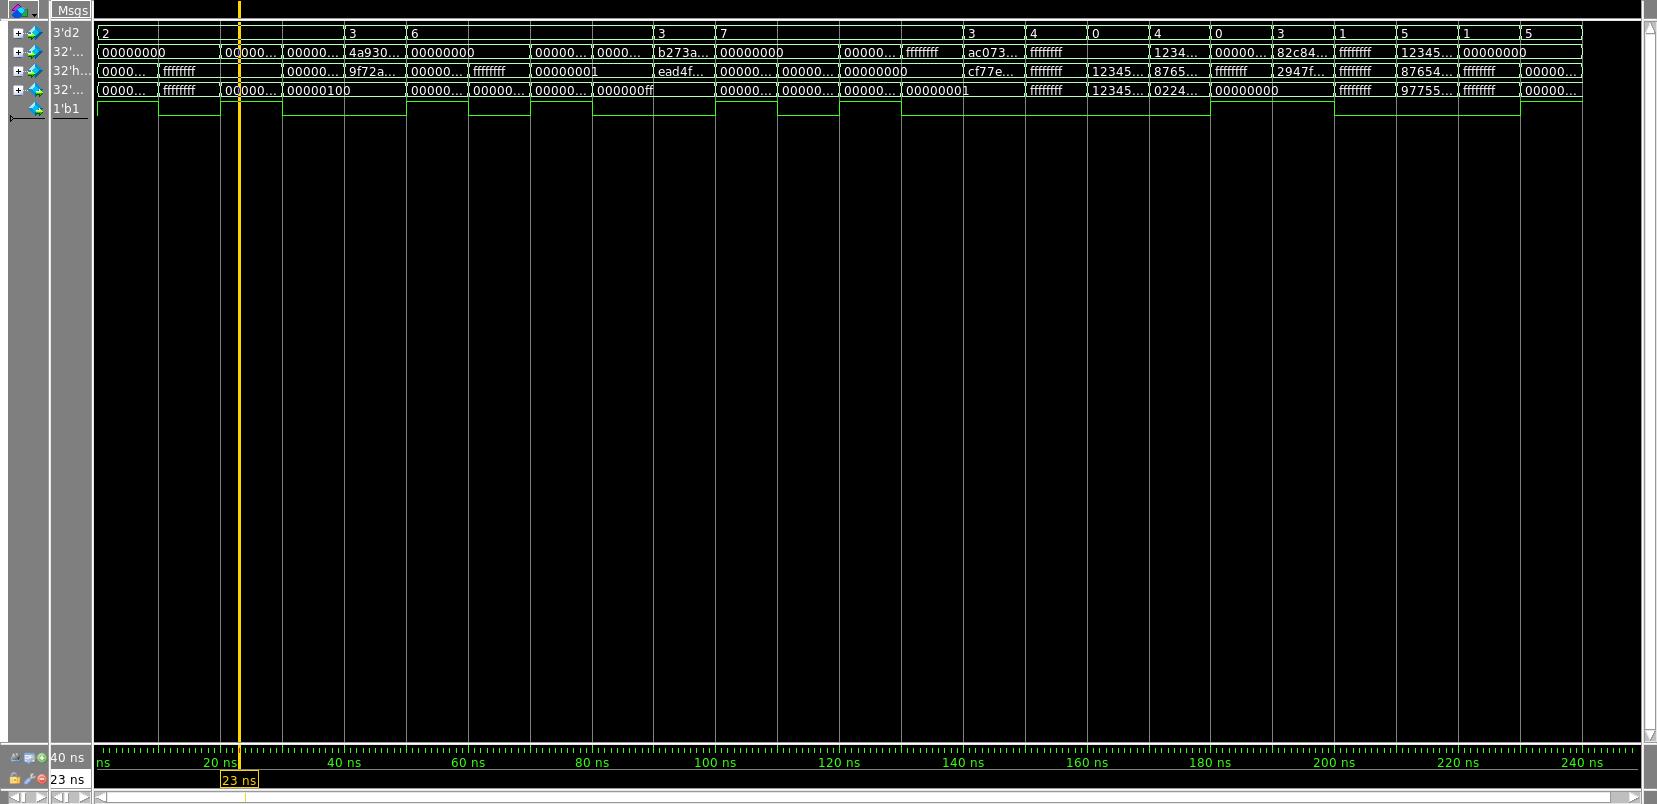 Msgs
3'd2 2 3 6 3 7 3 4 0 4 0 3 1 5 1 5
32'... 00000000 00000... 00000... 4a930... 00000000 00000... 0000... b273a... 00000000 00000... ffffffff ac073... ffffffff 1234... 00000... 82c84... ffffffff 12345... 00000000
32'h... 0000... ffffffff 00000... 9f72a... 00000... ffffffff 00000001 ead4f... 00000... 00000... 00000000 cf77e... ffffffff 12345... 8765... ffffffff 2947f... ffffffff 87654... ffffffff 00000...
32'... 0000... ffffffff 00000... 00000100 00000... 00000... 00000... 000000ff 00000... 00000... 00000... 00000001 ffffffff 12345... 0224... 00000000 ffffffff 97755... ffffffff 00000...
1'b1
40 ns ns 20 ns 40 ns 60 ns 80 ns 100 ns 120 ns 140 ns 160 ns 180 ns 200 ns 220 ns 240 ns
23 ns 23 ns